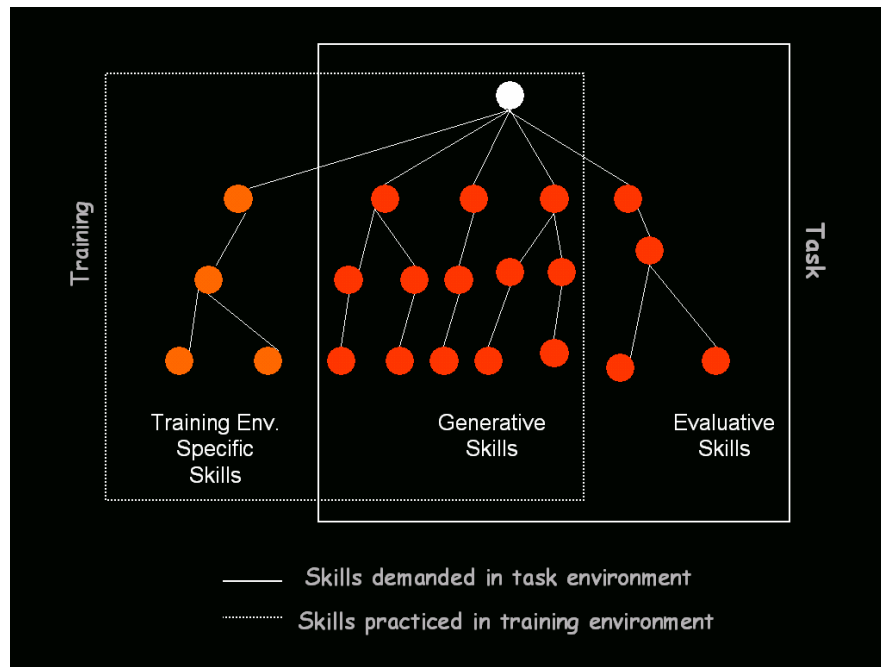 Training
Task
Training Env.
Specific
Skills
Generative
Skills
Evaluative
Skills
Skills demanded in task environment
Skills practiced in training environment